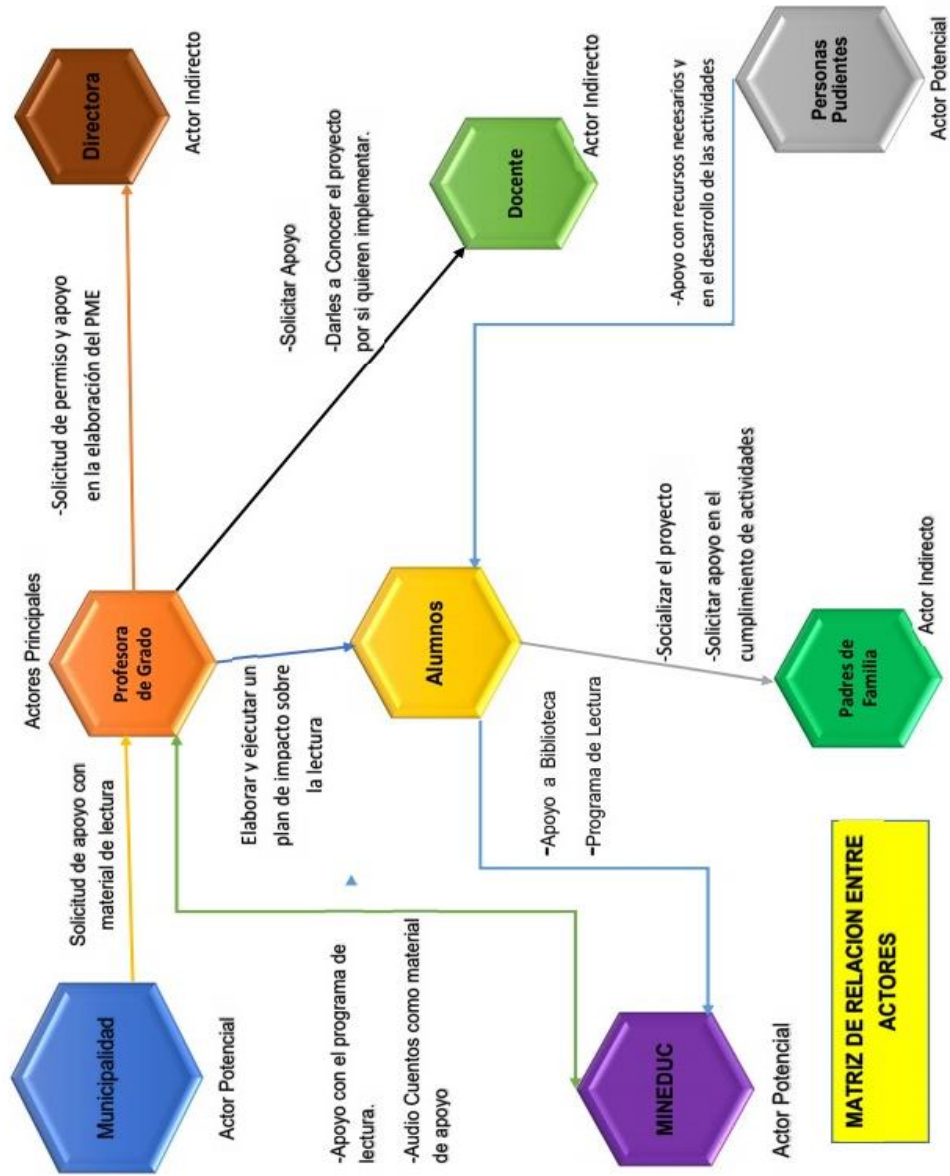 Municipalidad
Actor Potencial
Solicitud de apoyo con
material de lectura
Actores Principales
Profesora
de Grado
-Solicitud de permiso y apoyo
en la elaboración del PME
Directora
Actor Indirecto
-Solicitar Apoyo
-Darles a Conocer el proyecto
por si quieren implementar.
Docente
Actor Indirecto
Elaborar y ejecutar un
plan de impacto sobre
la lectura
-Apoyo con el programa de
lectura.
-Audio Cuentos como material
de apoyo
Alumnos
-Apoyo a Biblioteca
-Programa de Lectura
MINEDUC
Actor Potencial
-Socializar el proyecto
-Solicitar apoyo en el
cumplimiento de actividades
Padres de
Familia
Actor Indirecto
-Apoyo con recursos necesarios y
en el desarrollo de las actividades
Personas
Pudientes
Actor Potencial
MATRIZ DE RELACION ENTRE
ACTORES